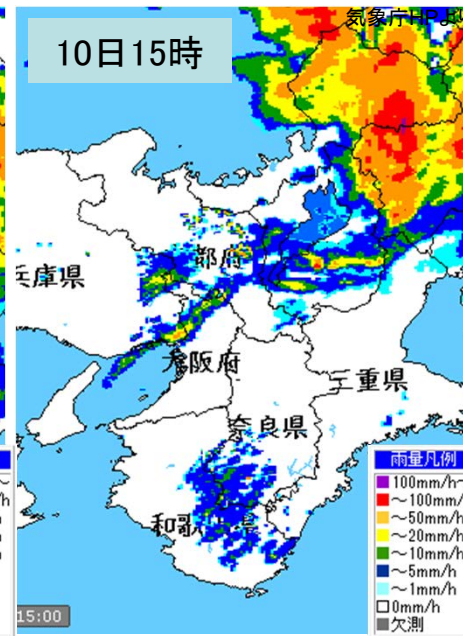 気象庁HPより
10日15時
兵庫県
都府
大阪府
三重県
奈良県
和歌山県
15:00
雨量凡例
100mm/h～
～100mm/
～50mm/h
～20mm/h
～10mm/h
～5mm/h
～1mm/h
0mm/h
欠測